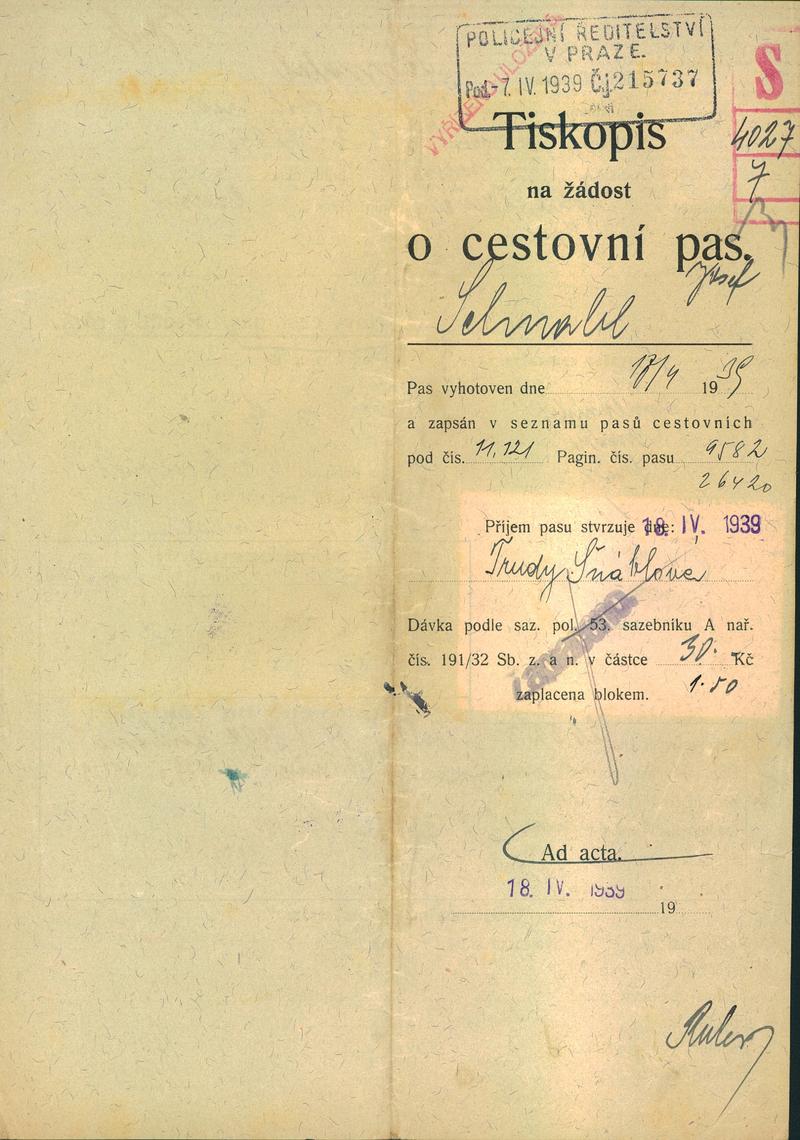 POLICEJNÍ ŘEDITELSTVÍ
V PRAZE.
Pod.-7. IV. 1939 Čj. 215737
S
4027
7
Tiskopis
na žádost
o cestovní pas.
Josef
Schnabl
Pas vyhotoven dne 18/4 1939
a zapsán v seznamu pasů cestovních
pod čís. 11.121 Pagin. čís. pasu 9582
26420
Příjem pasu stvrzuje dne: 18. IV. 1939
Trudy Šnáblová
Dávka podle saz. pol. 53. sazebníku A nař.
čís. 191/32 Sb. z. a n. v částce 30.- Kč
zaplacena blokem. 1.50
Ad acta.
18. IV. 1939
19